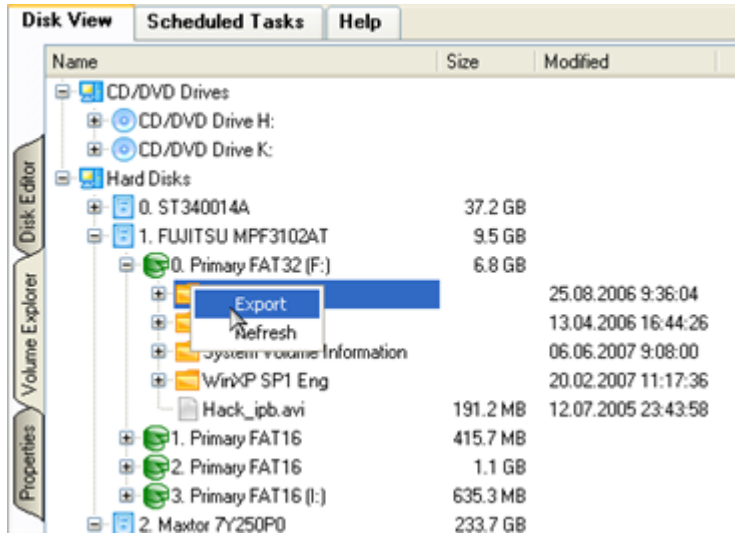 Disk View Scheduled Tasks Help
Name Size Modified
CD/DVD Drives
CD/DVD Drive H:
CD/DVD Drive K:
Hard Disks
0. ST340014A 37.2 GB
1. FUJITSU MPF3102AT 9.5 GB
0. Primary FAT32 (F:) 6.8 GB
Export 25.08.2006 9:36:04
13.04.2006 16:44:26
Refresh
System Volume Information 06.06.2007 9:08:00
WinXP SP1 Eng 20.02.2007 11:17:36
Hack_ipb.avi 191.2 MB 12.07.2005 23:43:58
1. Primary FAT16 415.7 MB
2. Primary FAT16 1.1 GB
3. Primary FAT16 (I:) 635.3 MB
2. Maxtor 7Y250P0 233.7 GB
Disk Editor
Volume Explorer
Properties